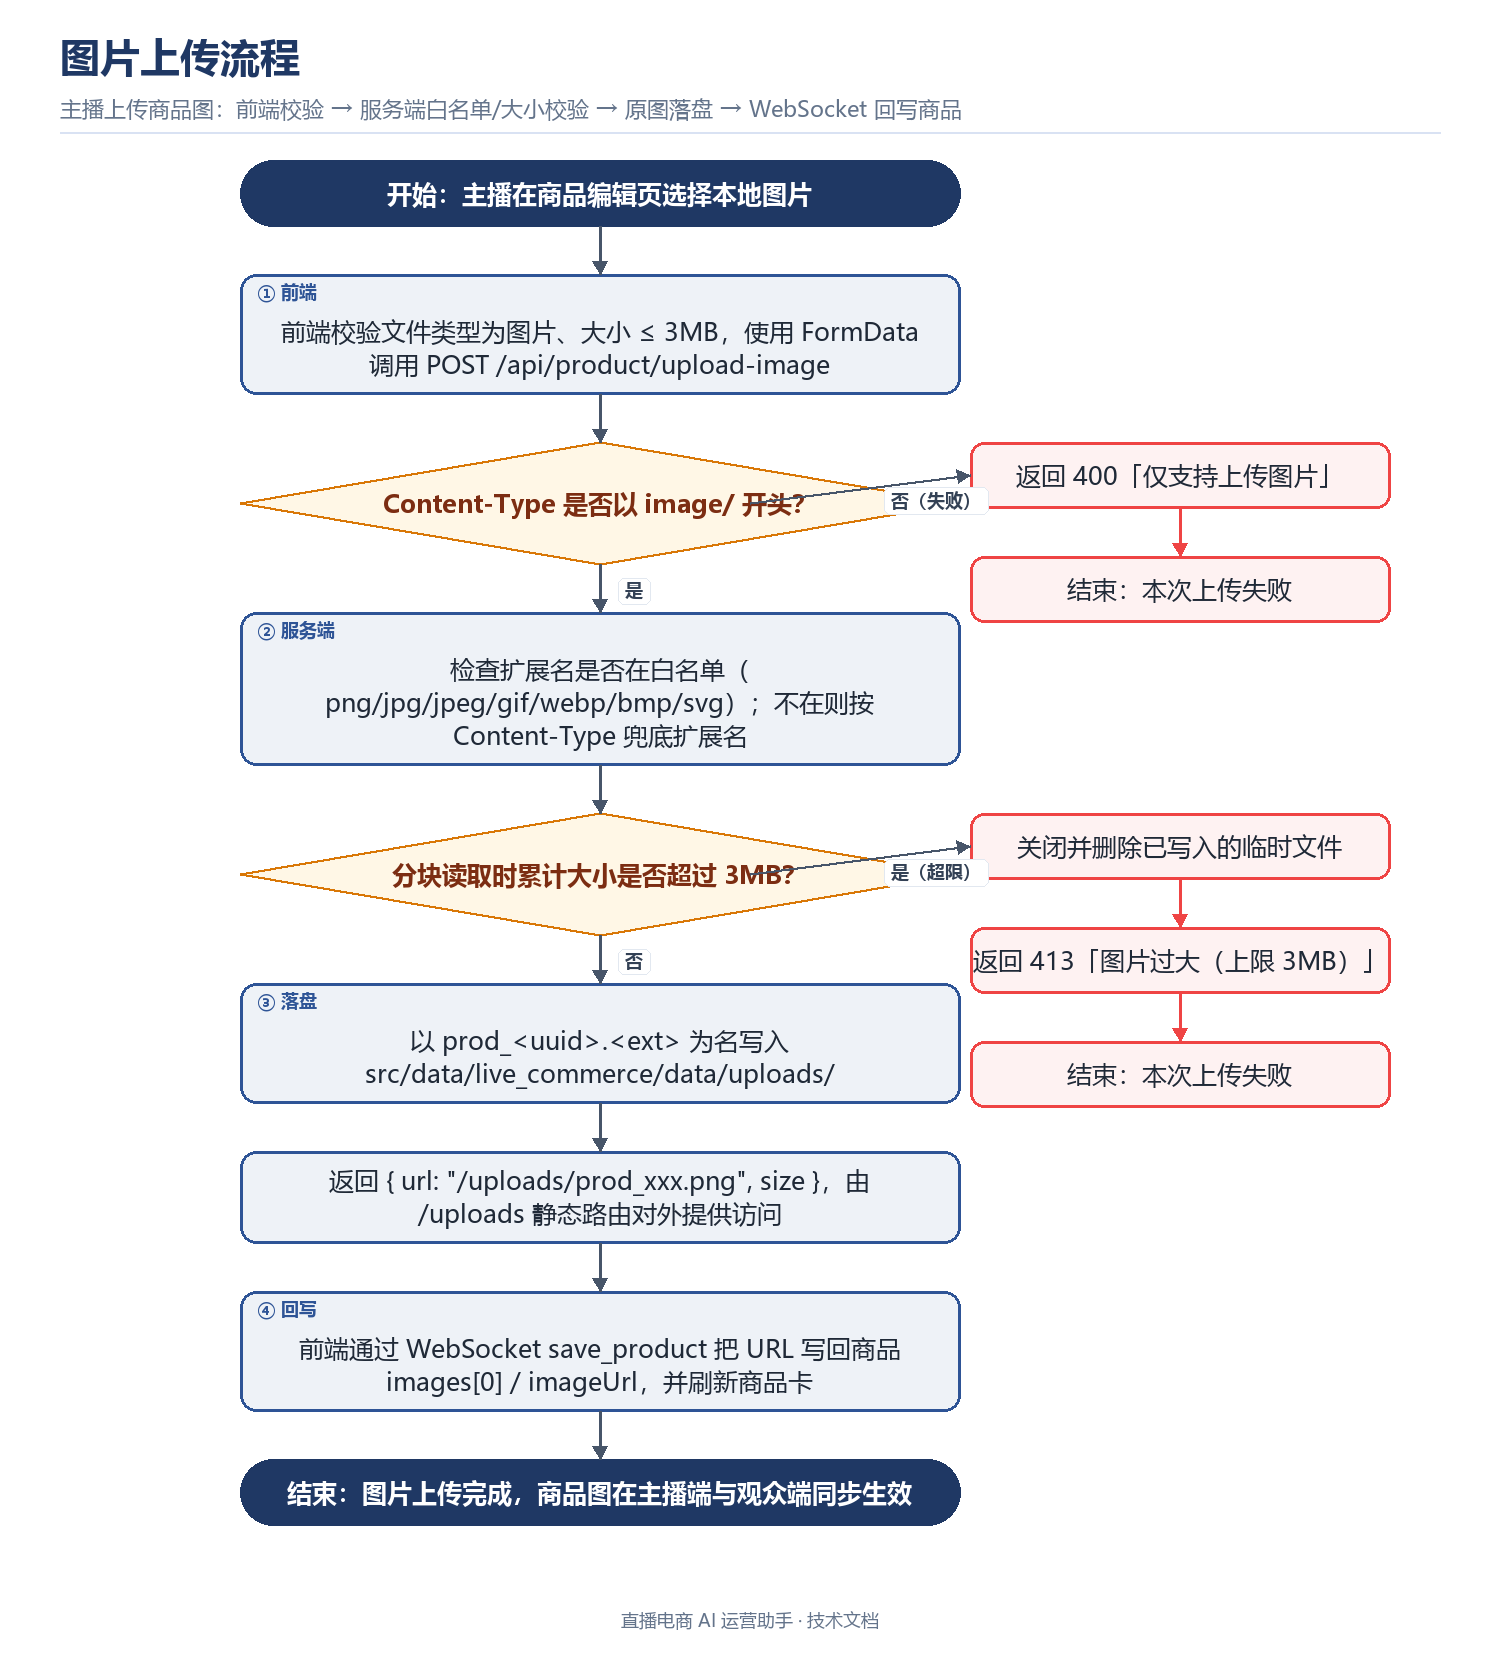 图片上传流程
主播上传商品图：前端校验 → 服务端白名单/大小校验 → 原图落盘 → WebSocket 回写商品
开始：主播在商品编辑页选择本地图片
① 前端
前端校验文件类型为图片、大小 ≤ 3MB，使用 FormData
调用 POST /api/product/upload-image
Content-Type 是否以 image/ 开头?
否（失败）
返回 400「仅支持上传图片」
结束：本次上传失败
是
② 服务端
检查扩展名是否在白名单（
png/jpg/jpeg/gif/webp/bmp/svg）；不在则按
Content-Type 兜底扩展名
分块读取时累计大小是否超过 3MB?
是（超限）
关闭并删除已写入的临时文件
返回 413「图片过大（上限 3MB）」
结束：本次上传失败
否
③ 落盘
以 prod_<uuid>.<ext> 为名写入
src/data/live_commerce/data/uploads/
返回 { url: "/uploads/prod_xxx.png", size }，由
/uploads 静态路由对外提供访问
④ 回写
前端通过 WebSocket save_product 把 URL 写回商品
images[0] / imageUrl，并刷新商品卡
结束：图片上传完成，商品图在主播端与观众端同步生效
直播电商 AI 运营助手 · 技术文档